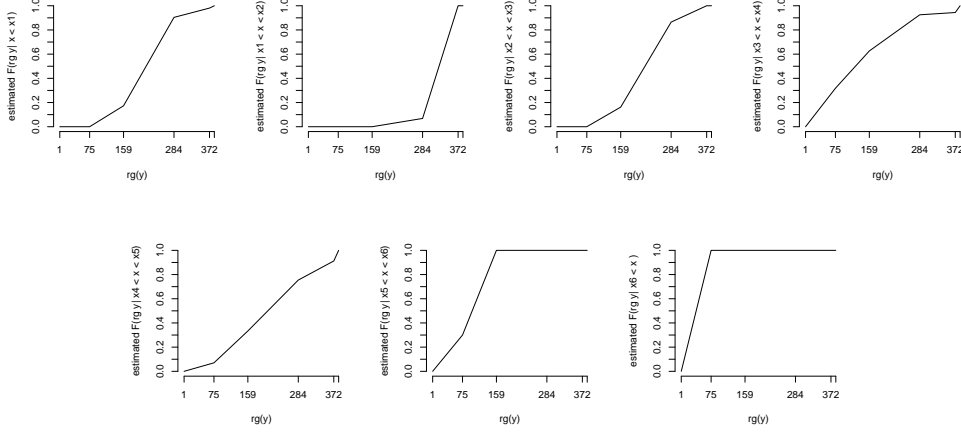 estimated F(rg y| x < x1)
0.0 0.2 0.4 0.6 0.8 1.0
1 75 159 284 372
rg(y)
estimated F(rg y| x1 < x < x2)
0.0 0.2 0.4 0.6 0.8 1.0
1 75 159 284 372
rg(y)
estimated F(rg y| x2 < x < x3)
0.0 0.2 0.4 0.6 0.8 1.0
1 75 159 284 372
rg(y)
estimated F(rg y| x3 < x < x4)
0.0 0.2 0.4 0.6 0.8 1.0
1 75 159 284 372
rg(y)
estimated F(rg y| x4 < x < x5)
0.0 0.2 0.4 0.6 0.8 1.0
1 75 159 284 372
rg(y)
estimated F(rg y| x5 < x < x6)
0.0 0.2 0.4 0.6 0.8 1.0
1 75 159 284 372
rg(y)
estimated F(rg y| x6 < x )
0.0 0.2 0.4 0.6 0.8 1.0
1 75 159 284 372
rg(y)